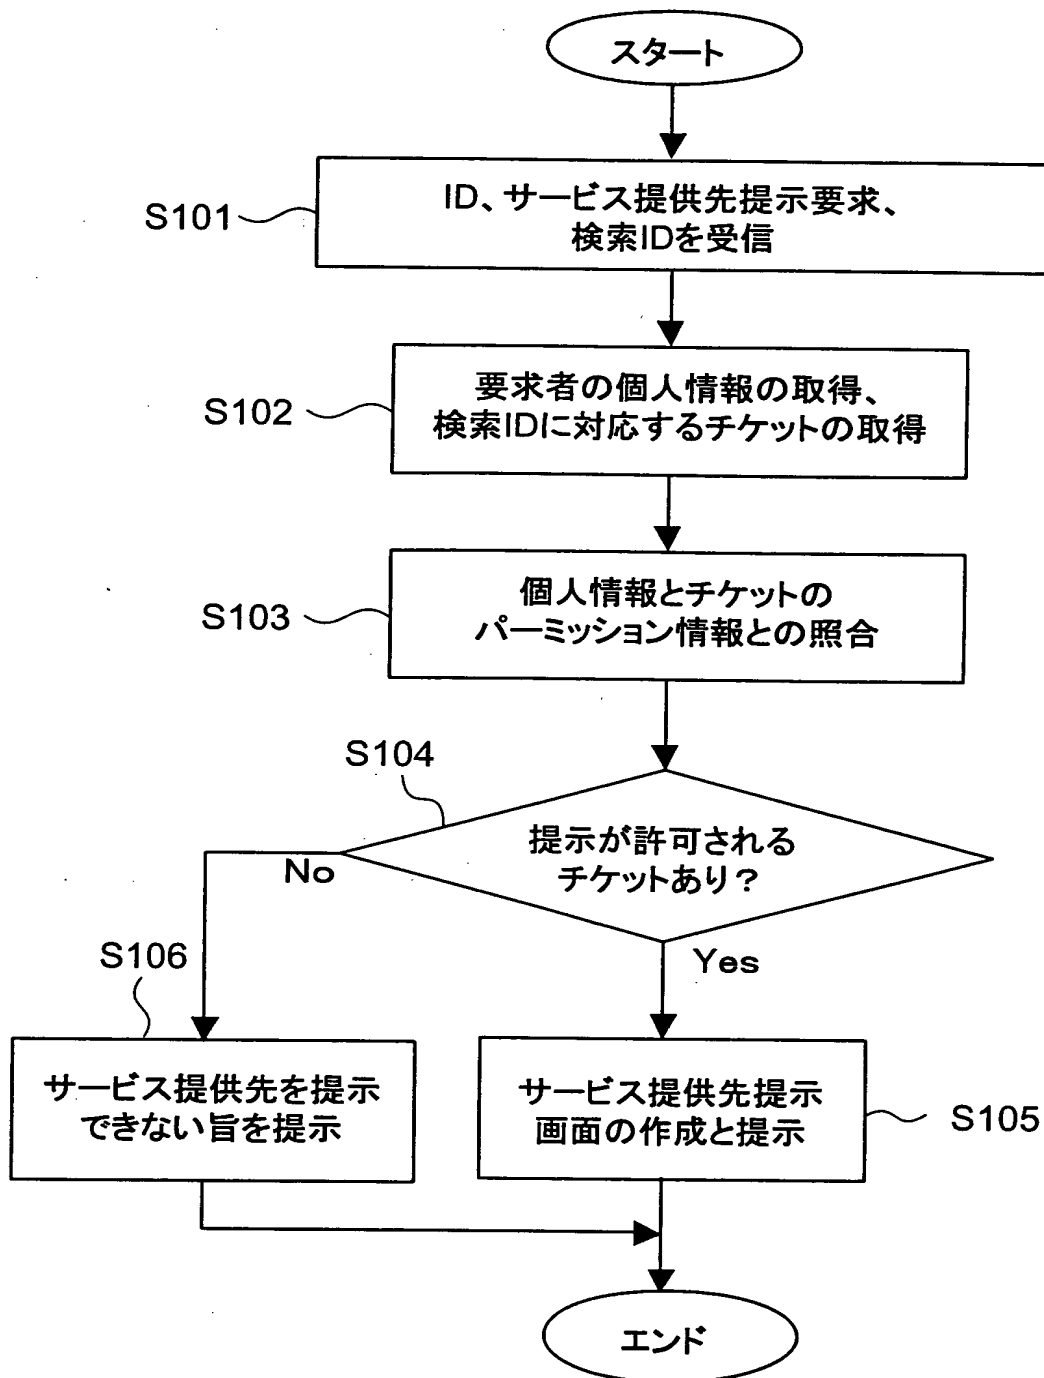 スタート
S101
ID、サービス提供先提示要求、
検索IDを受信
S102
要求者の個人情報の取得、
検索IDに対応するチケットの取得
S103
個人情報とチケットの
パーミッション情報との照合
S104
提示が許可される
チケットあり？
No
Yes
S106
サービス提供先を提示
できない旨を提示
サービス提供先提示
画面の作成と提示
S105
エンド